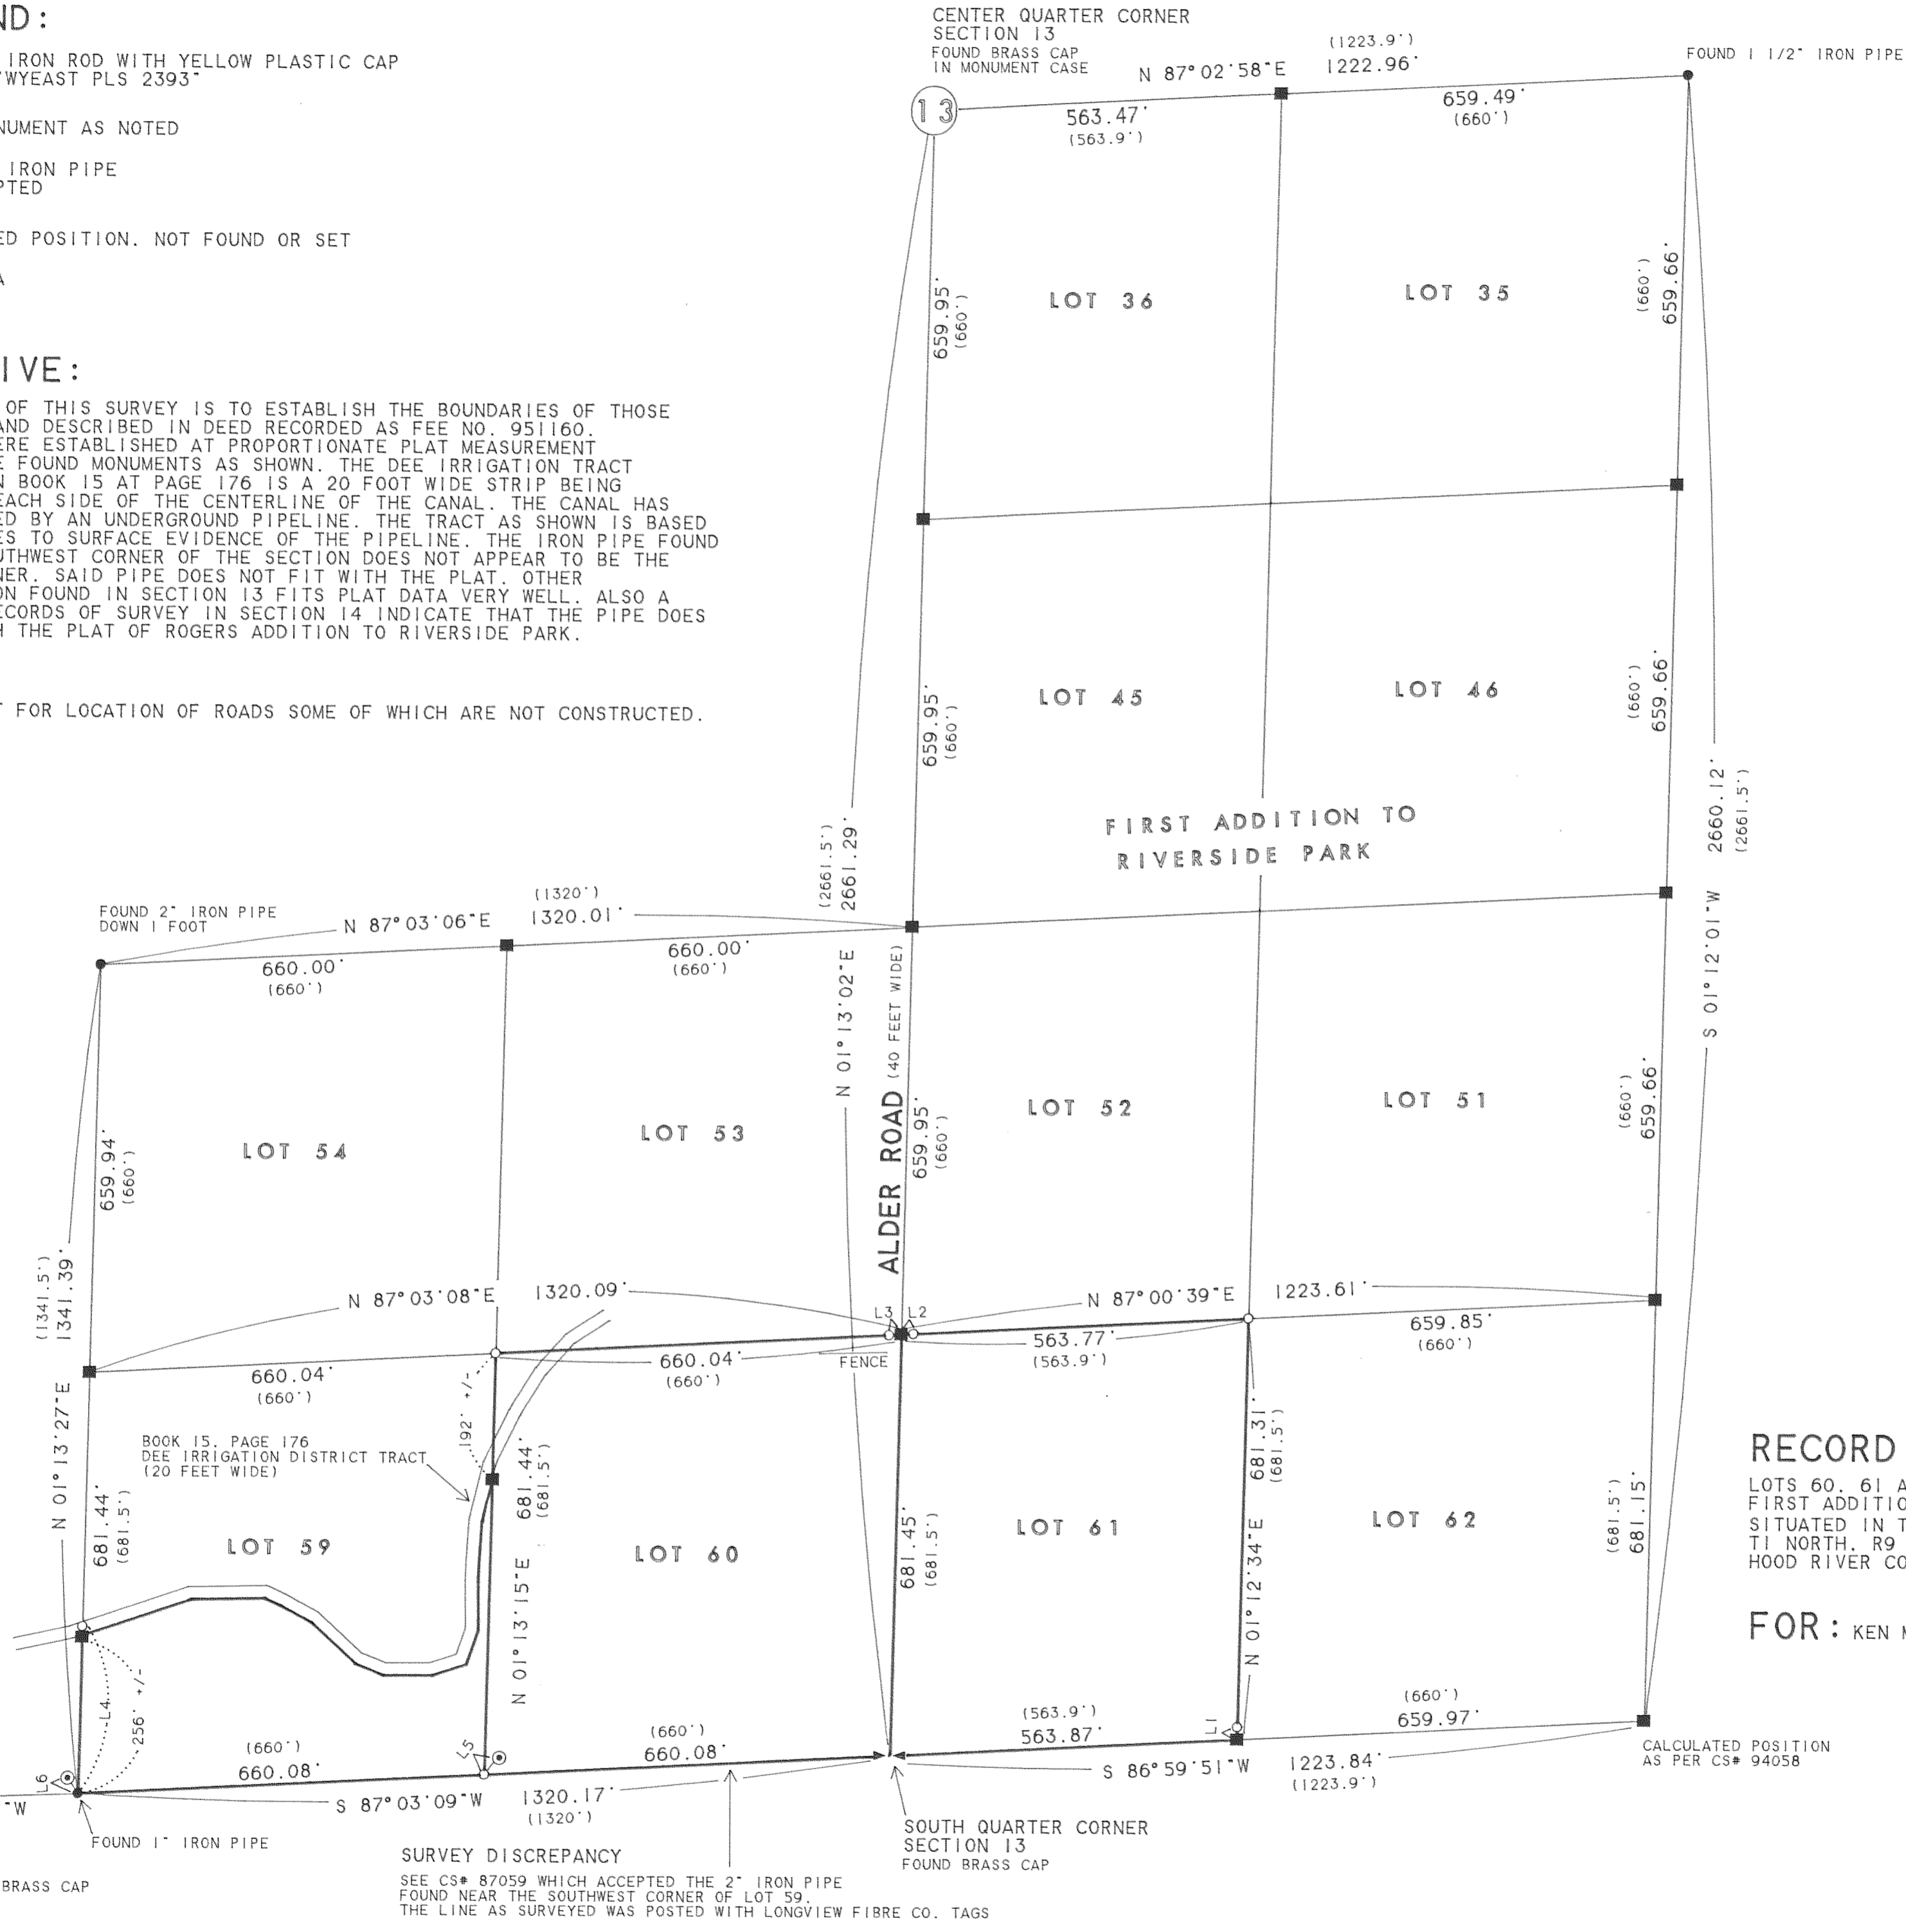 ND:
IRON ROD WITH YELLOW PLASTIC CAP
"WYEAST PLS 2393"
NUMENT AS NOTED
IRON PIPE
PTED
ED POSITION. NOT FOUND OR SET
A
IVE:
OF THIS SURVEY IS TO ESTABLISH THE BOUNDARIES OF THOSE
AND DESCRIBED IN DEED RECORDED AS FEE NO. 951160.
ERE ESTABLISHED AT PROPORTIONATE PLAT MEASUREMENT
E FOUND MONUMENTS AS SHOWN. THE DEE IRRIGATION TRACT
N BOOK 15 AT PAGE 176 IS A 20 FOOT WIDE STRIP BEING
EACH SIDE OF THE CENTERLINE OF THE CANAL. THE CANAL HAS
ED BY AN UNDERGROUND PIPELINE. THE TRACT AS SHOWN IS BASED
ES TO SURFACE EVIDENCE OF THE PIPELINE. THE IRON PIPE FOUND
UTHWEST CORNER OF THE SECTION DOES NOT APPEAR TO BE THE
NER. SAID PIPE DOES NOT FIT WITH THE PLAT. OTHER
ON FOUND IN SECTION 13 FITS PLAT DATA VERY WELL. ALSO A
ECORDS OF SURVEY IN SECTION 14 INDICATE THAT THE PIPE DOES
H THE PLAT OF ROGERS ADDITION TO RIVERSIDE PARK.
T FOR LOCATION OF ROADS SOME OF WHICH ARE NOT CONSTRUCTED.
CENTER QUARTER CORNER
SECTION 13
FOUND BRASS CAP
IN MONUMENT CASE
13
N 87°02'58"E
(1223.9')
1222.96'
FOUND 1 1/2" IRON PIPE
563.47'
(563.9')
659.49'
(660')
659.95'
(660')
LOT 36
LOT 35
(660')
659.66'
659.95'
(660')
LOT 45
LOT 46
(660')
659.66'
FIRST ADDITION TO
RIVERSIDE PARK
(2661.5')
2661.29'
N 01°13'02"E
2660.12'
(2661.5')
S 01°12'01"W
FOUND 2" IRON PIPE
DOWN 1 FOOT
N 87°03'06"E
(1320')
1320.01'
660.00'
(660')
660.00'
(660')
ALDER ROAD (40 FEET WIDE)
659.95'
(660')
659.94'
(660')
LOT 54
LOT 53
LOT 52
LOT 51
(660')
659.66'
(1341.5')
1341.39'
N 01°13'27"E
N 87°03'08"E
1320.09'
L3
L2
N 87°00'39"E
1223.61'
660.04'
(660')
660.04'
(660')
FENCE
563.77'
(563.9')
659.85'
(660')
BOOK 15. PAGE 176
DEE IRRIGATION DISTRICT TRACT
(20 FEET WIDE)
192' +/-
681.44'
(681.5')
681.44'
(681.5')
N 01°13'15"E
681.45'
(681.5')
681.31'
(681.5')
N 01°12'34"E
(681.5')
681.15'
LOT 59
LOT 60
LOT 61
LOT 62
L4
256' +/-
L6
L5
L1
(660')
660.08'
(660')
660.08'
(563.9')
563.87'
(660')
659.97'
"W
S 87°03'09"W
1320.17'
(1320')
S 86°59'51"W
1223.84'
(1223.9')
CALCULATED POSITION
AS PER CS# 94058
FOUND 1" IRON PIPE
BRASS CAP
SURVEY DISCREPANCY
SEE CS# 87059 WHICH ACCEPTED THE 2" IRON PIPE
FOUND NEAR THE SOUTHWEST CORNER OF LOT 59.
THE LINE AS SURVEYED WAS POSTED WITH LONGVIEW FIBRE CO. TAGS
SOUTH QUARTER CORNER
SECTION 13
FOUND BRASS CAP
RECORD
LOTS 60. 61 A
FIRST ADDITIO
SITUATED IN T
T1 NORTH. R9
HOOD RIVER CO
FOR: KEN M